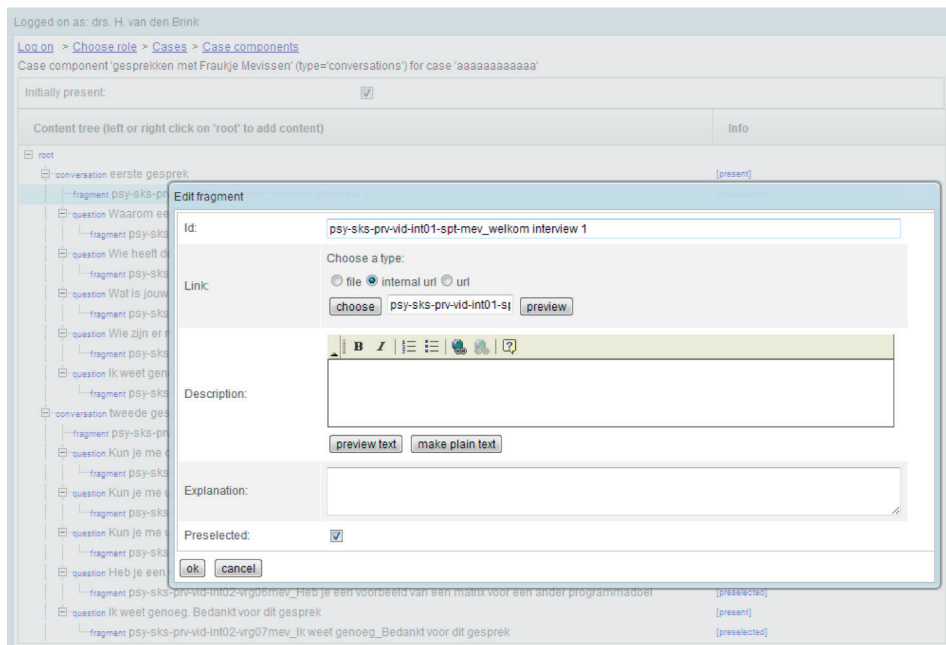 Logged on as: drs. H. van den Brink
Log on > Choose role > Cases > Case components
Case component 'gesprekken met Fraukje Mevissen' (type='conversations') for case 'aaaaaaaaaaaa'
Initially present:
Content tree (left or right click on 'root' to add content) Info
root
conversation eerste gesprek [present]
fragment psy-sks-pr
question Waarom ee
fragment psy-sks
question Wie heeft d
fragment psy-sks
question Wat is jouw
fragment psy-sks
question Wie zijn er
fragment psy-sks
question Ik weet gen
fragment psy-sks
conversation tweede ges
fragment psy-sks-pr
question Kun je me
fragment psy-sks
question Kun je me
fragment psy-sks
question Kun je me
fragment psy-sks
question Heb je een
fragment psy-sks-prv-vid-int02-vrg06mev_Heb je een voorbeeld van een matrix voor een ander programmadoel [preselected]
question Ik weet genoeg. Bedankt voor dit gesprek [present]
fragment psy-sks-prv-vid-int02-vrg07mev_Ik weet genoeg_Bedankt voor dit gesprek [preselected]
Edit fragment
Id: psy-sks-prv-vid-int01-spt-mev_welkom interview 1
Choose a type:
Link: file internal url url
choose psy-sks-prv-vid-int01-sp preview
B I
Description:
preview text make plain text
Explanation:
Preselected:
ok cancel